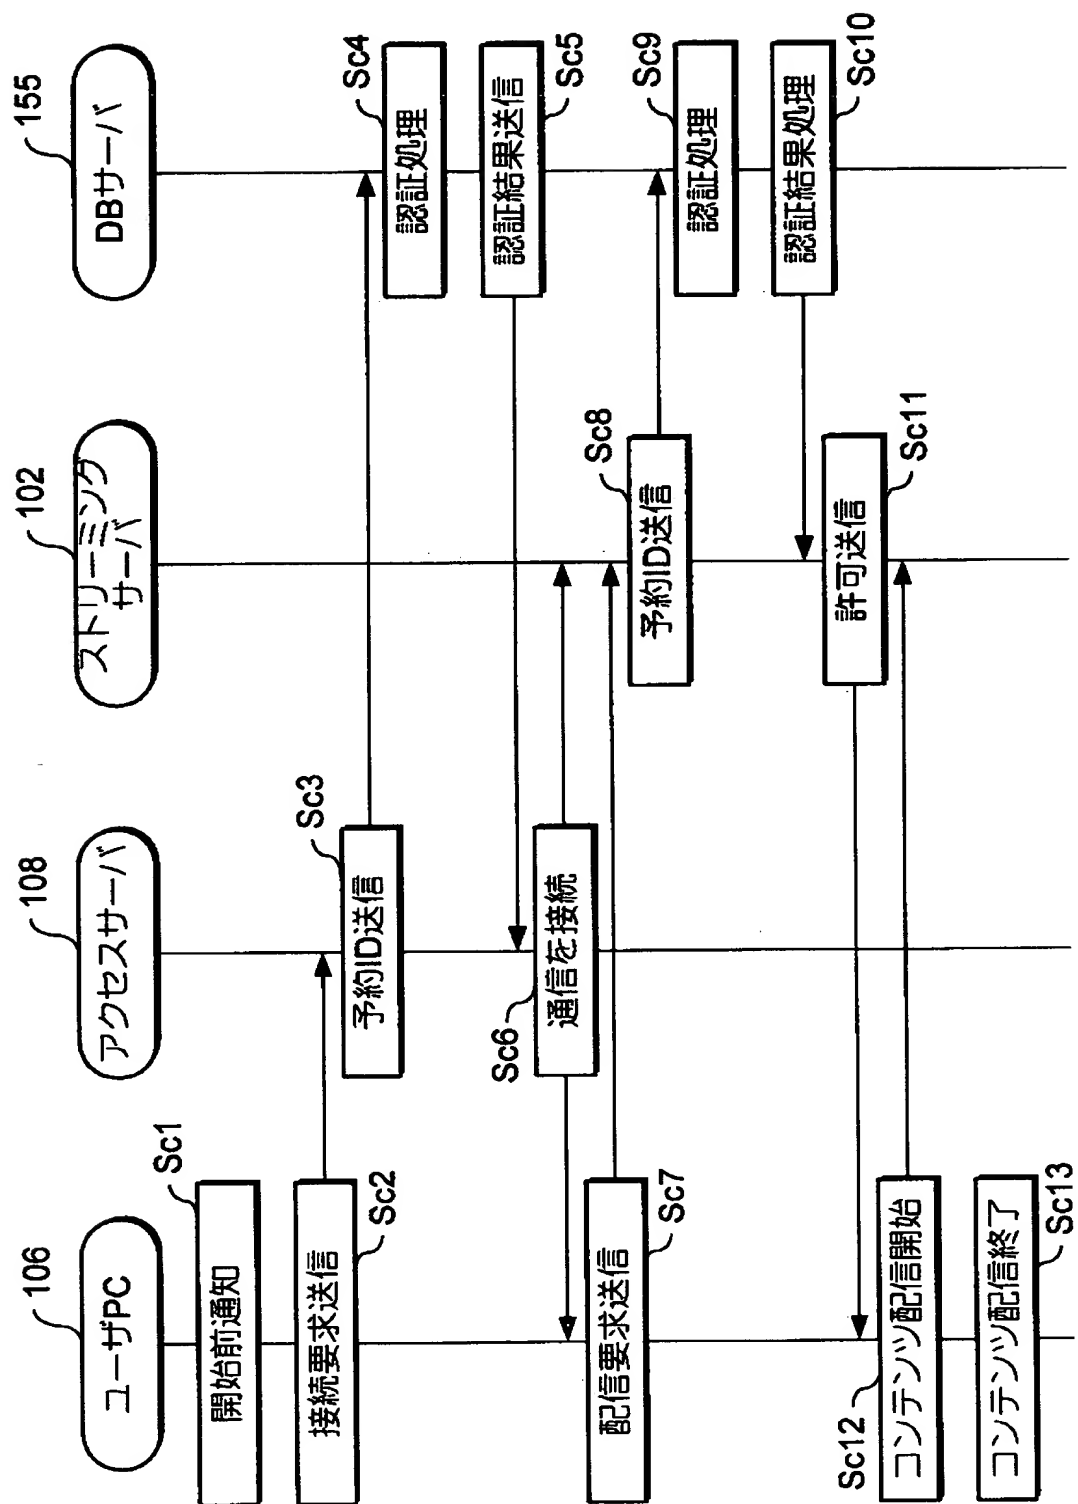 106
ユーザPC
108
アクセスサーバ
102
ストリーミング
サーバ
155
DBサーバ
開始前通知
Sc1
接続要求送信
Sc2
予約ID送信
Sc3
認証処理
Sc4
認証結果送信
Sc5
通信を接続
Sc6
配信要求送信
Sc7
予約ID送信
Sc8
認証処理
Sc9
認証結果処理
Sc10
許可送信
Sc11
コンテンツ配信開始
Sc12
コンテンツ配信終了
Sc13